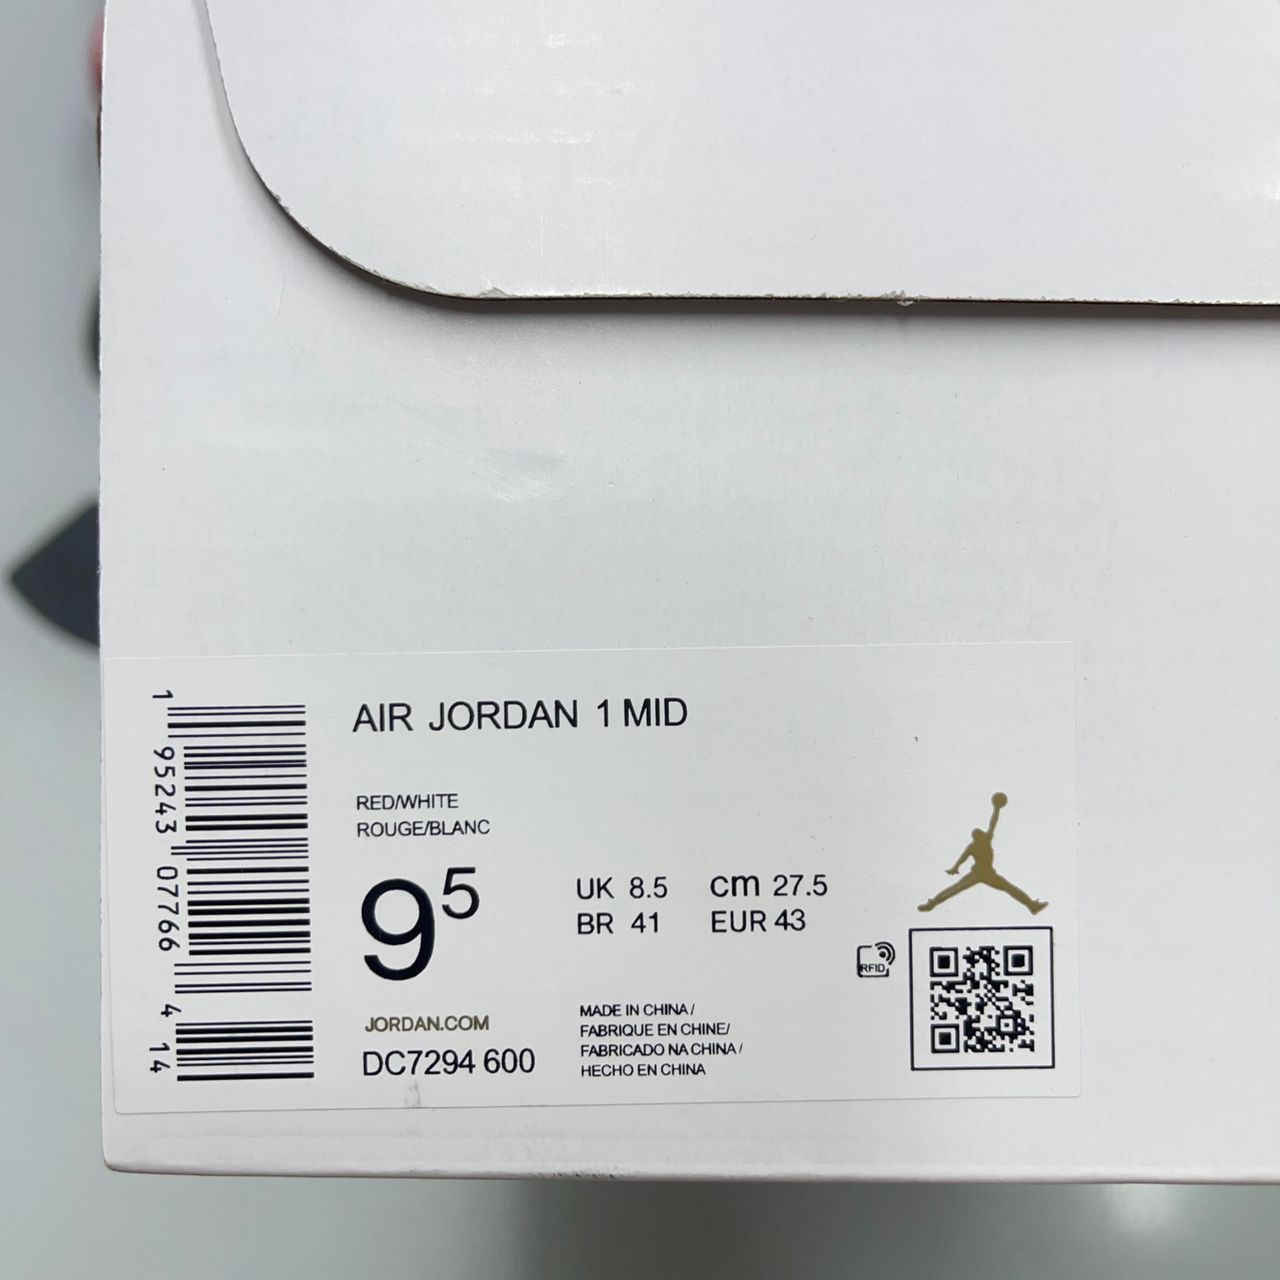 AIR JORDAN 1 MID
RED/WHITE
ROUGE/BLANC
9⁵
UK 8.5 cm 27.5
BR 41 EUR 43
RFID
JORDAN.COM
DC7294 600
MADE IN CHINA /
FABRIQUE EN CHINE/
FABRICADO NA CHINA /
HECHO EN CHINA
1 95243 07766 4 14